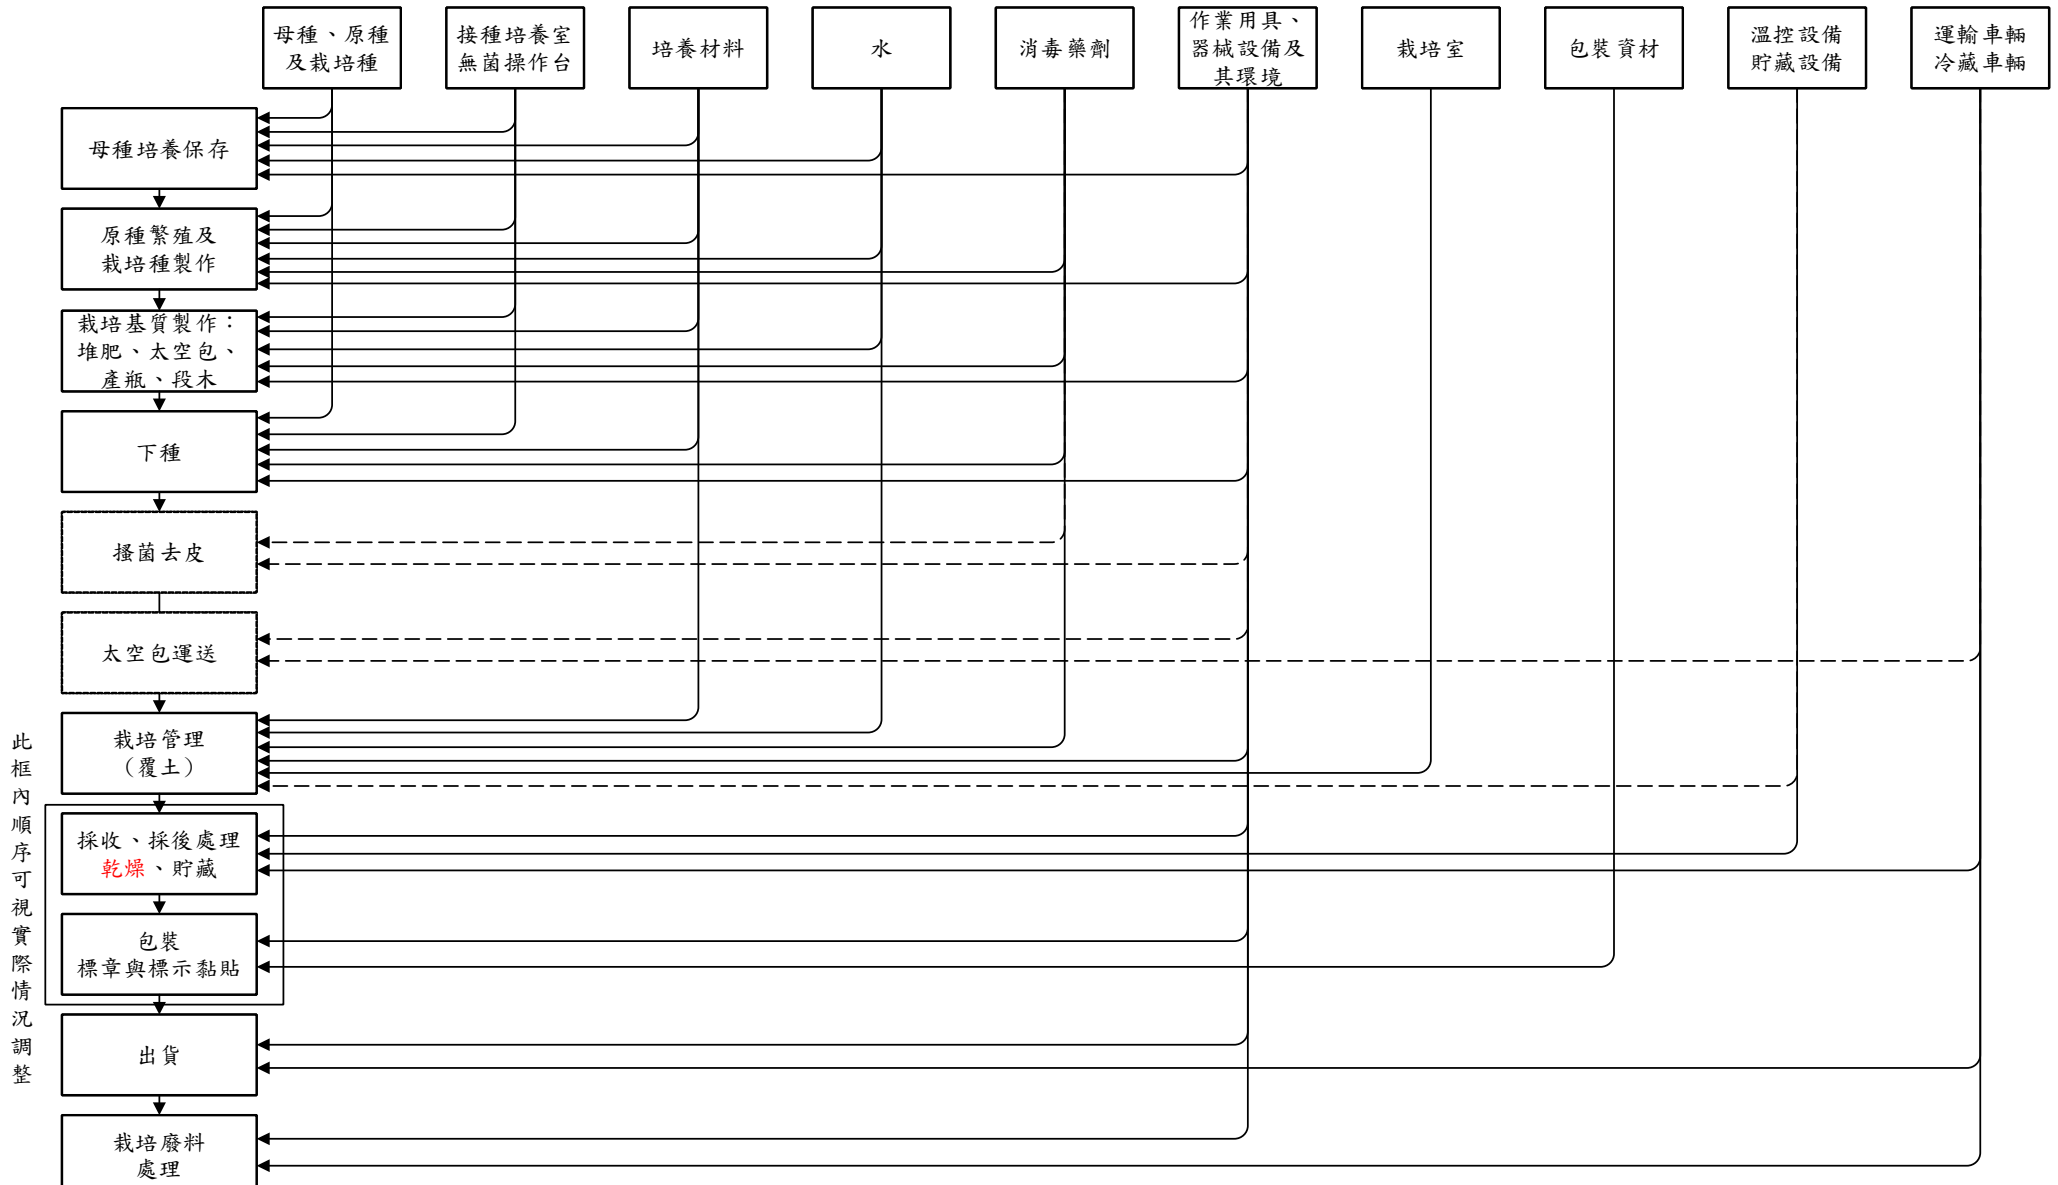 母種、原種
及栽培種
接種培養室
無菌操作台
培養材料
水
消毒藥劑
作業用具、
器械設備及
其環境
栽培室
包裝資材
溫控設備
貯藏設備
運輸車輛
冷藏車輛
母種培養保存
原種繁殖及
栽培種製作
栽培基質製作：
堆肥、太空包、
產瓶、段木
下種
搔菌去皮
太空包運送
栽培管理
（覆土）
此框內順序可視實際情況調整
採收、採後處理
乾燥、貯藏
包裝
標章與標示黏貼
出貨
栽培廢料
處理